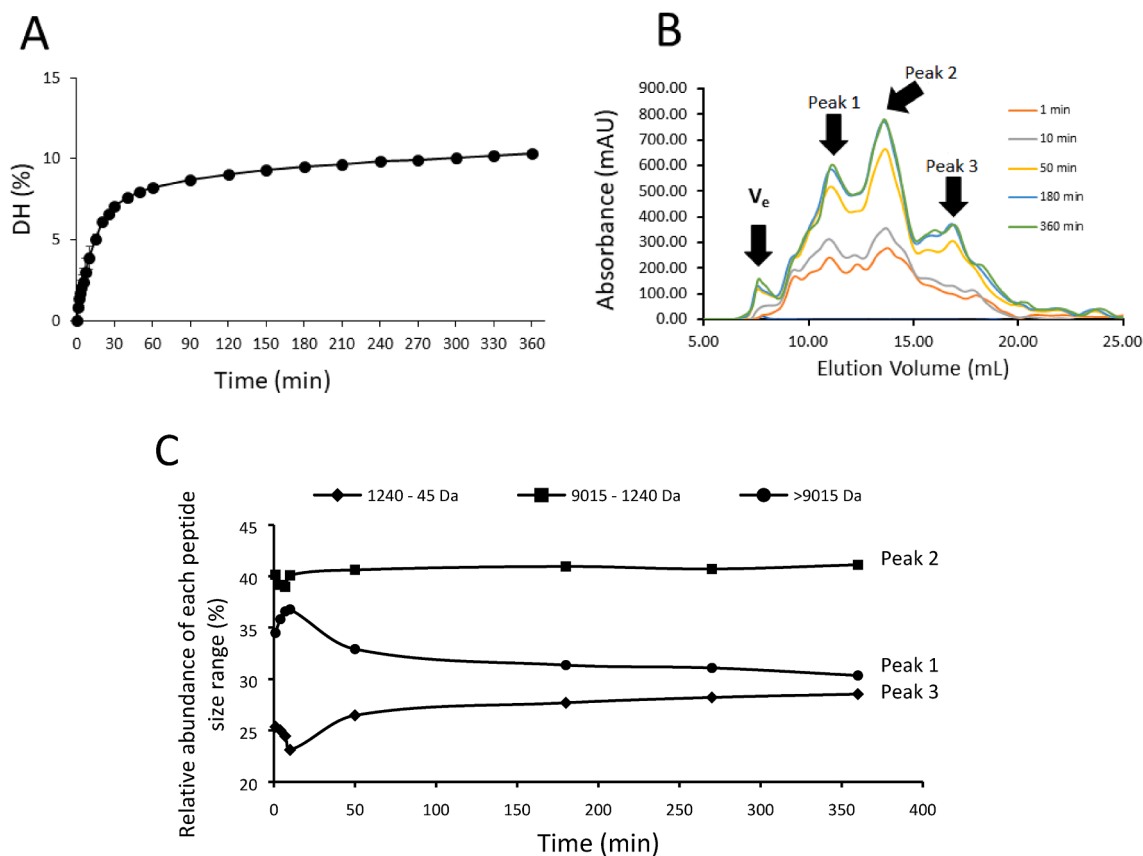 A
DH (%)
15
10
5
0
0 30 60 90 120 150 180 210 240 270 300 330 360
Time (min)
B
Absorbance (mAU)
900.00
800.00
700.00
600.00
500.00
400.00
300.00
200.00
100.00
0.00
5.00 10.00 15.00 20.00 25.00
Elution Volume (mL)
Ve
Peak 1
Peak 2
Peak 3
1 min
10 min
50 min
180 min
360 min
C
1240 - 45 Da 9015 - 1240 Da >9015 Da
Relative abundance of each peptide
size range (%)
45
40
35
30
25
20
0 50 100 150 200 250 300 350 400
Time (min)
Peak 2
Peak 1
Peak 3